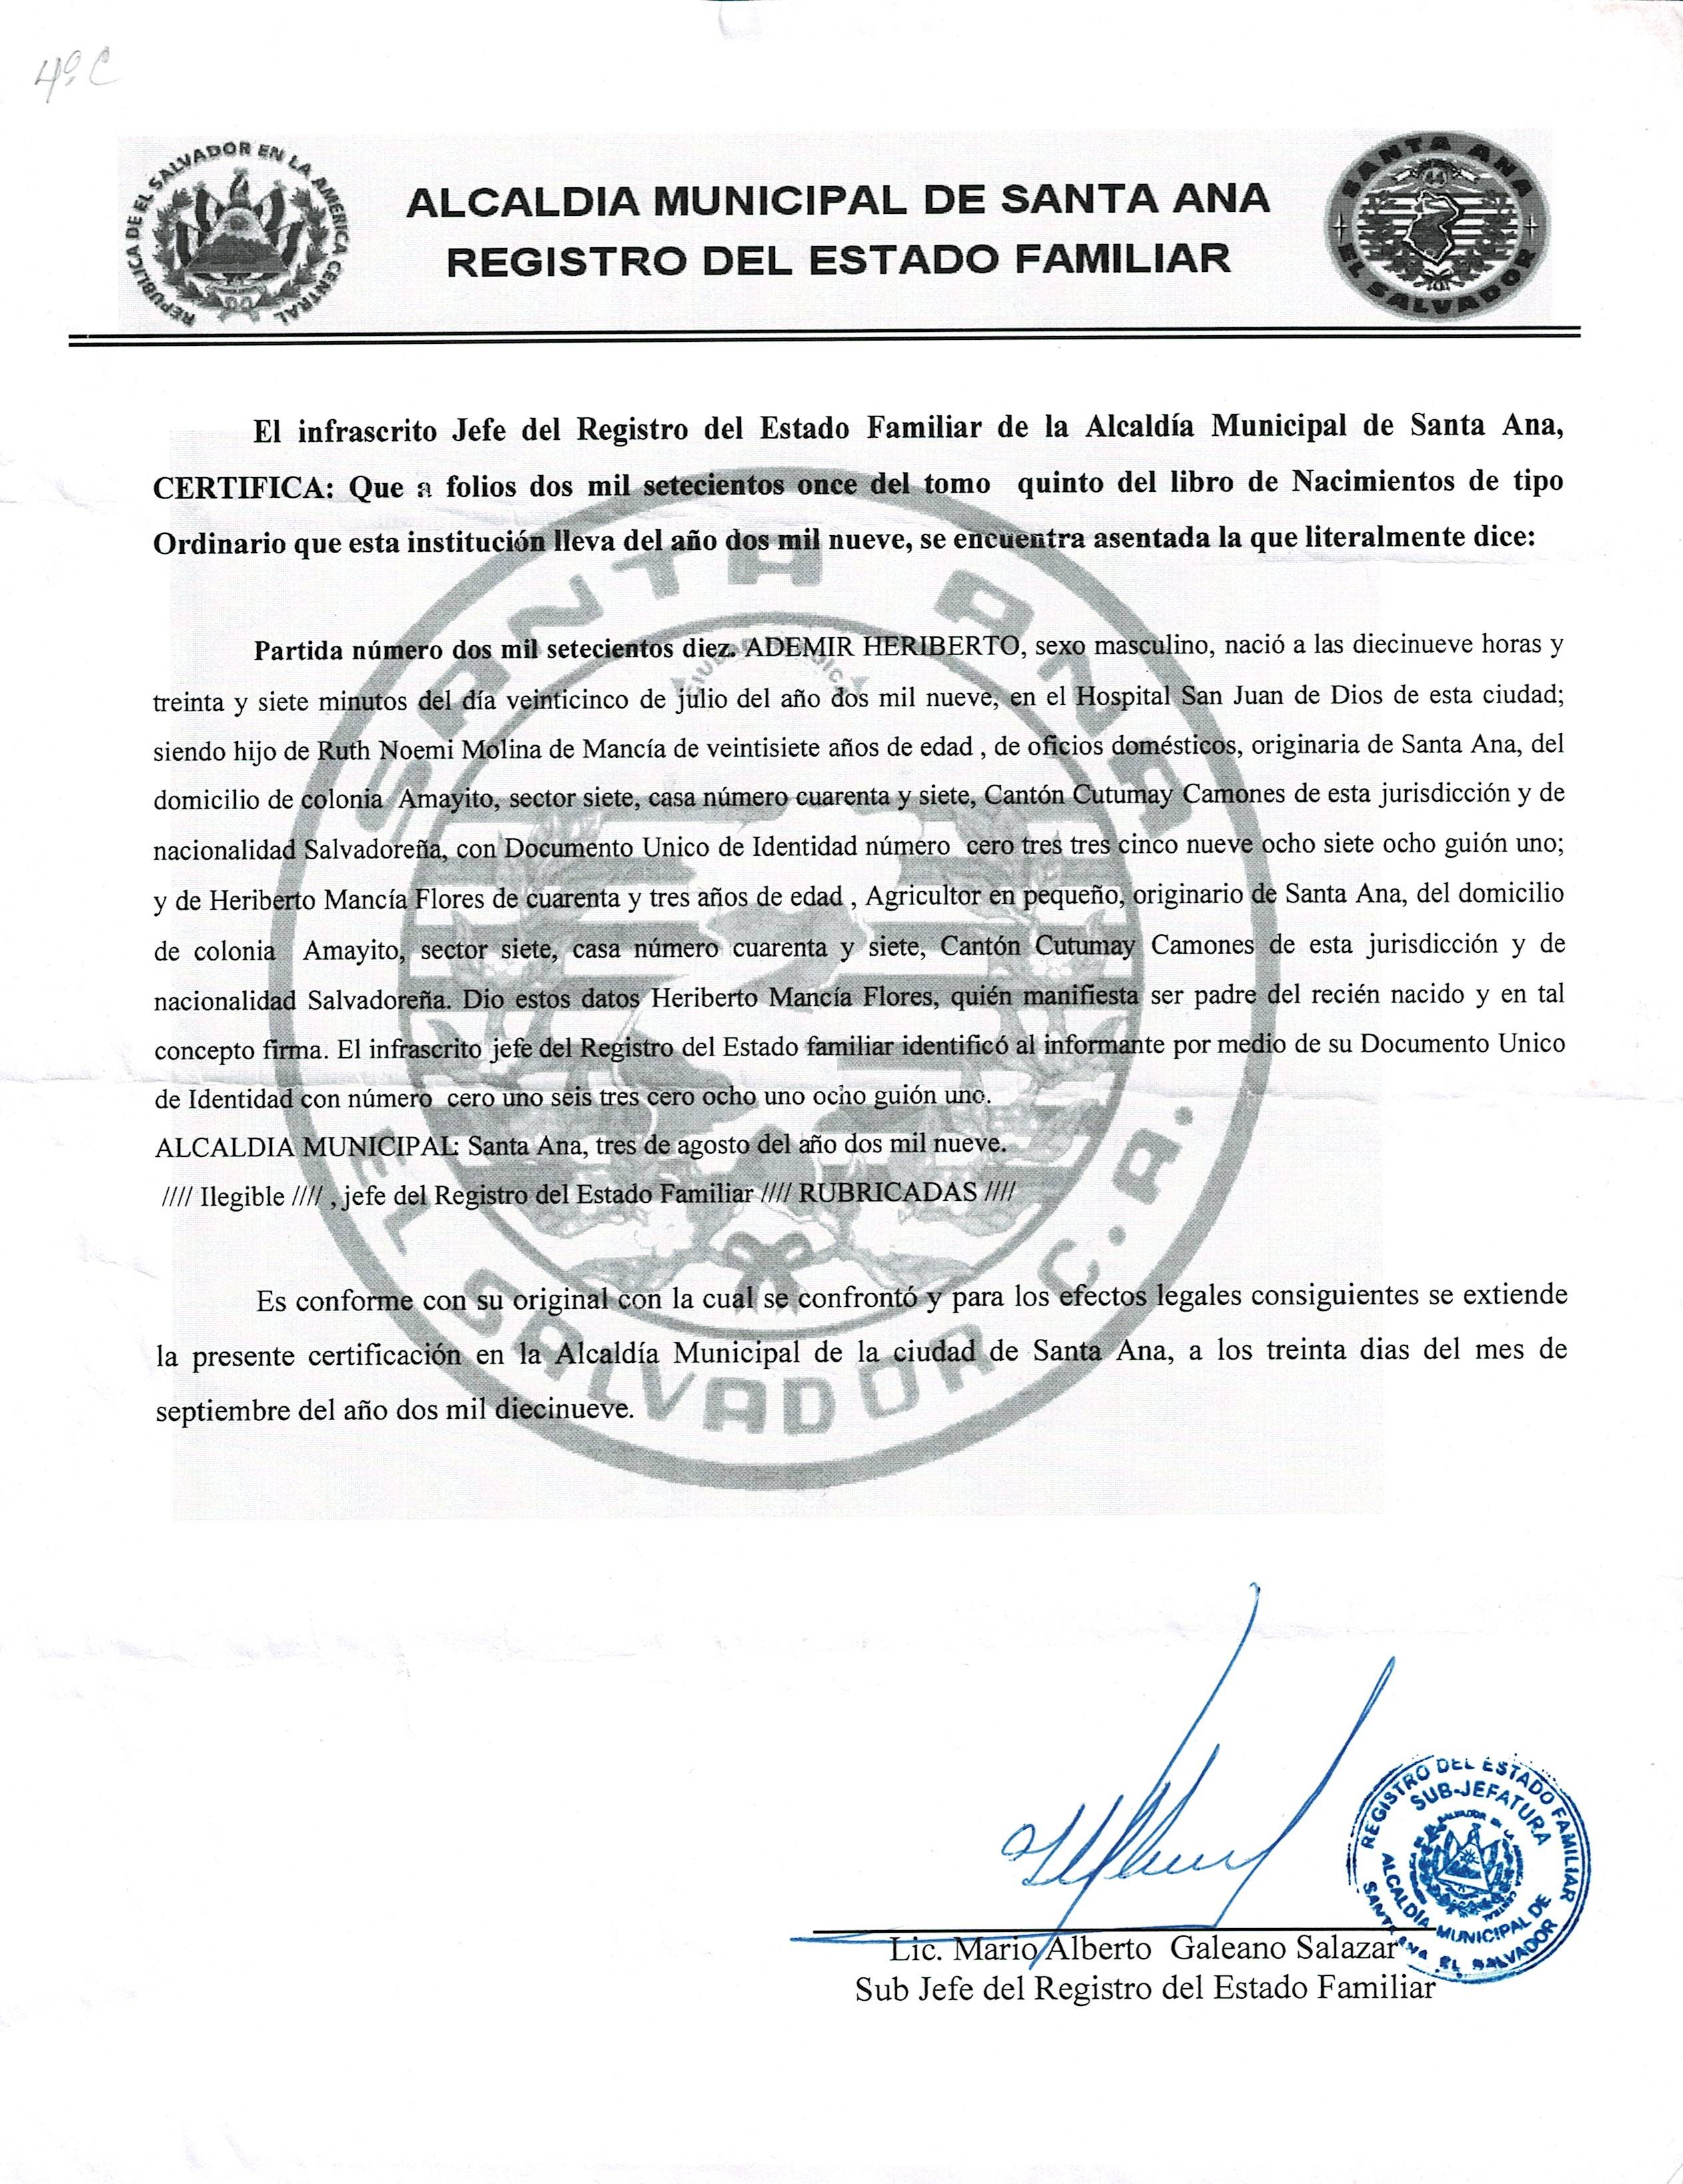 4º C
REPUBLICA DE EL SALVADOR EN LA AMERICA CENTRAL
ALCALDIA MUNICIPAL DE SANTA ANA
REGISTRO DEL ESTADO FAMILIAR
SANTA ANA
EL SALVADOR
El infrascrito Jefe del Registro del Estado Familiar de la Alcaldía Municipal de Santa Ana,
CERTIFICA: Que a folios dos mil setecientos once del tomo quinto del libro de Nacimientos de tipo
Ordinario que esta institución lleva del año dos mil nueve, se encuentra asentada la que literalmente dice:
Partida número dos mil setecientos diez. ADEMIR HERIBERTO, sexo masculino, nació a las diecinueve horas y
treinta y siete minutos del día veinticinco de julio del año dos mil nueve, en el Hospital San Juan de Dios de esta ciudad;
siendo hijo de Ruth Noemi Molina de Mancía de veintisiete años de edad , de oficios domésticos, originaria de Santa Ana, del
domicilio de colonia Amayito, sector siete, casa número cuarenta y siete, Cantón Cutumay Camones de esta jurisdicción y de
nacionalidad Salvadoreña, con Documento Unico de Identidad número cero tres tres cinco nueve ocho siete ocho guión uno;
y de Heriberto Mancía Flores de cuarenta y tres años de edad , Agricultor en pequeño, originario de Santa Ana, del domicilio
de colonia Amayito, sector siete, casa número cuarenta y siete, Cantón Cutumay Camones de esta jurisdicción y de
nacionalidad Salvadoreña. Dio estos datos Heriberto Mancía Flores, quién manifiesta ser padre del recién nacido y en tal
concepto firma. El infrascrito jefe del Registro del Estado familiar identificó al informante por medio de su Documento Unico
de Identidad con número cero uno seis tres cero ocho uno ocho guión uno.
ALCALDIA MUNICIPAL: Santa Ana, tres de agosto del año dos mil nueve.
//// Ilegible //// , jefe del Registro del Estado Familiar //// RUBRICADAS ////
Es conforme con su original con la cual se confrontó y para los efectos legales consiguientes se extiende
la presente certificación en la Alcaldía Municipal de la ciudad de Santa Ana, a los treinta dias del mes de
septiembre del año dos mil diecinueve.
SANTA ANA
EL SALVADOR C.A.
REGISTRO DEL ESTADO FAMILIAR
SUB-JEFATURA
ALCALDÍA MUNICIPAL DE
SANTA ANA EL SALVADOR
Lic. Mario Alberto Galeano Salazar
Sub Jefe del Registro del Estado Familiar